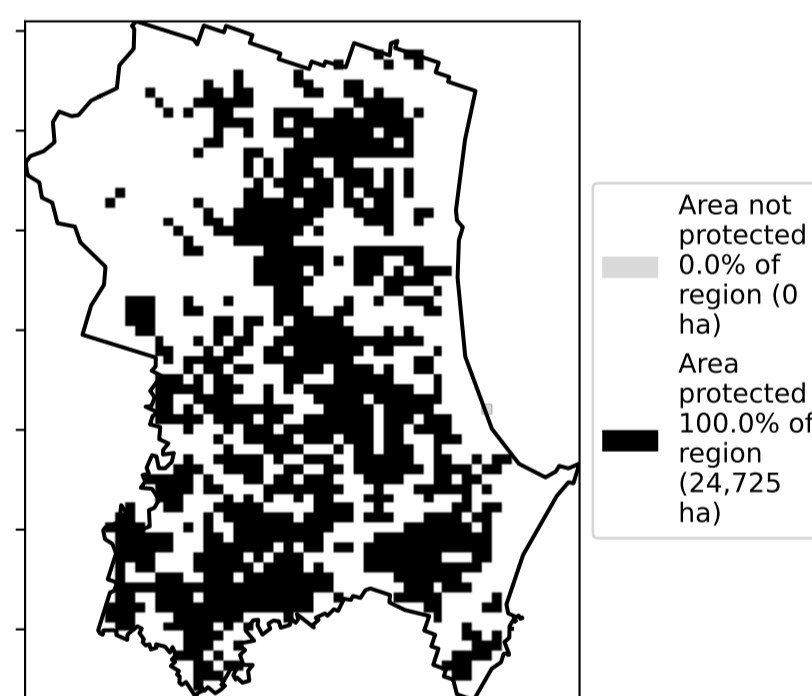 Area not
protected
0.0% of
region (0
ha)
Area
protected
100.0% of
region
(24,725
ha)